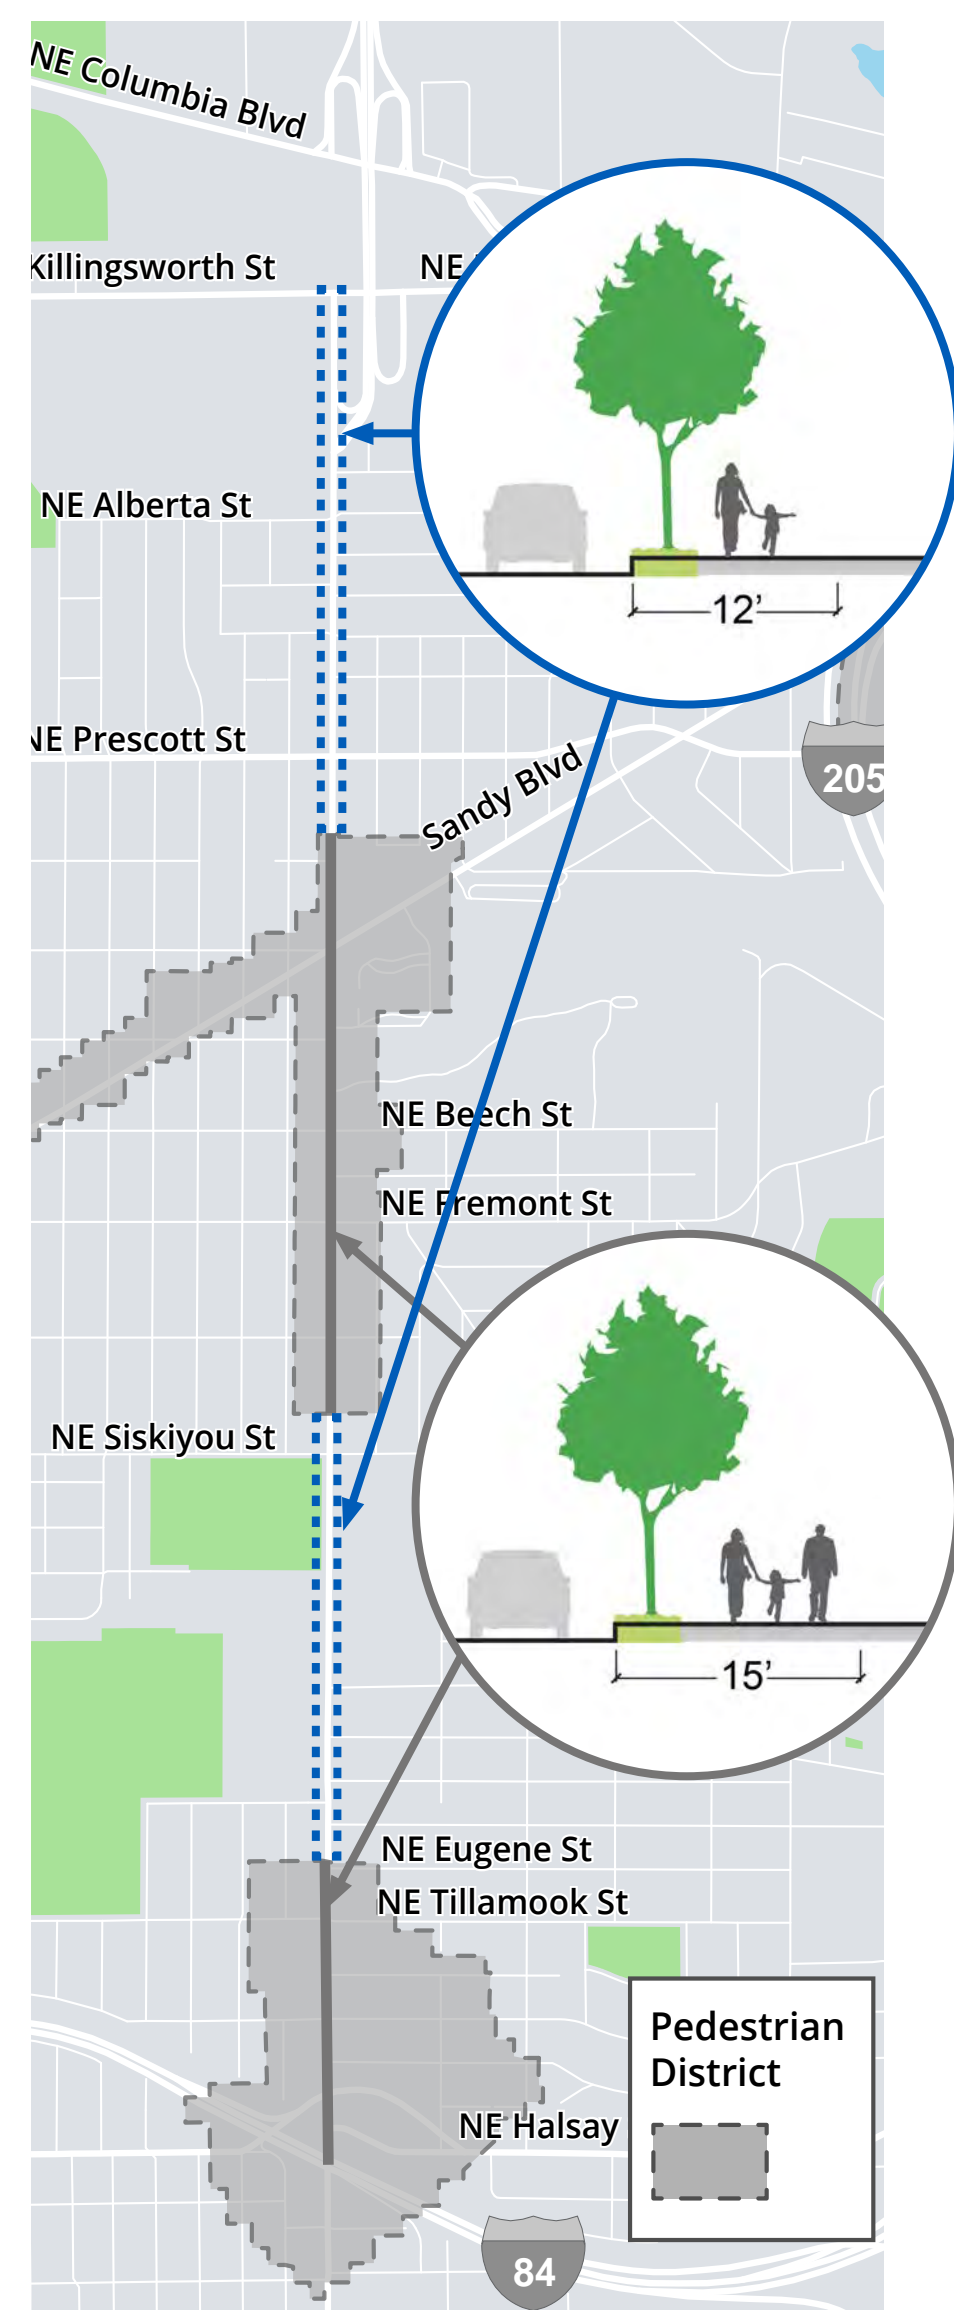 NE Columbia Blvd
Killingsworth St
NE
NE Alberta St
12’
NE Prescott St
Sandy Blvd
205
NE Beech St
NE Fremont St
NE Siskiyou St
15’
NE Eugene St
NE Tillamook St
Pedestrian
District
NE Halsay
84